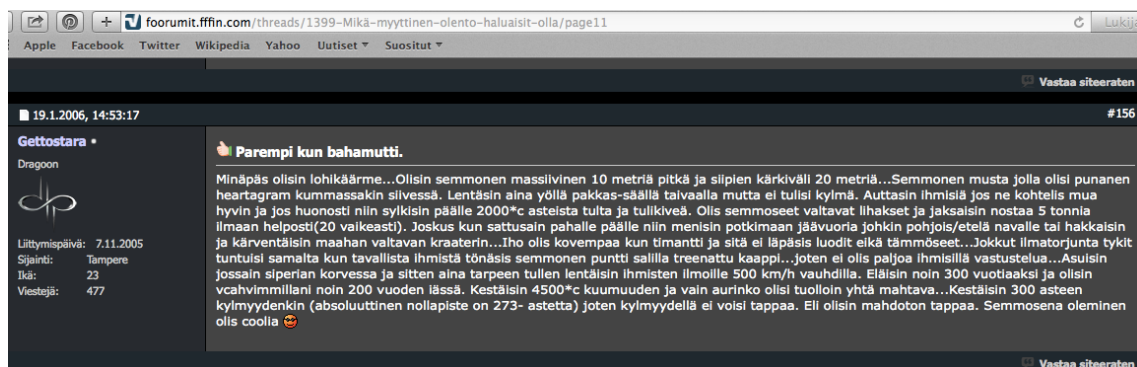 foorumit.fffin.com/threads/1399-Mikä-myyttinen-olento-haluaisit-olla/page11
Apple Facebook Twitter Wikipedia Yahoo Uutiset Suositut
Vastaa siteeraten
19.1.2006, 14:53:17 #156
Gettostara
Dragoon
Liittymispäivä: 7.11.2005
Sijainti: Tampere
Ikä: 23
Viestejä: 477
Parempi kun bahamutti.
Minäpäs olisin lohikäärme...Olisin semmonen massiivinen 10 metriä pitkä ja siipien kärkiväli 20 metriä...Semmonen musta jolla olisi punanen
heartagram kummassakin siivessä. Lentäsin aina yöllä pakkas-säällä taivaalla mutta ei tulisi kylmä. Auttasin ihmisiä jos ne kohtelis mua
hyvin ja jos huonosti niin sylkisin päälle 2000*c asteista tulta ja tulikiveä. Olis semmoseet valtavat lihakset ja jaksaisin nostaa 5 tonnia
ilmaan helposti(20 vaikeasti). Joskus kun sattusain pahalle päälle niin menisin potkimaan jäävuoria johkin pohjois/etelä navalle tai hakkaisin
ja kärventäisin maahan valtavan kraaterin...Iho olis kovempaa kun timantti ja sitä ei läpäsis luodit eikä tämmöseet...Jokkut ilmatorjunta tykit
tuntuisi samalta kun tavallista ihmistä tönäsis semmonen puntti salilla treenattu kaappi...joten ei olis paljoa ihmisillä vastustelua...Asuisin
jossain siperian korvessa ja sitten aina tarpeen tullen lentäisin ihmisten ilmoille 500 km/h vauhdilla. Eläisin noin 300 vuotiaaksi ja olisin
vcahvimmillani noin 200 vuoden iässä. Kestäisin 4500*c kuumuuden ja vain aurinko olisi tuolloin yhtä mahtava...Kestäisin 300 asteen
kylmyydenkin (absoluuttinen nollapiste on 273- astetta) joten kylmyydellä ei voisi tappaa. Eli olisin mahdoton tappaa. Semmosena oleminen
olis coolia
Vastaa siteeraten